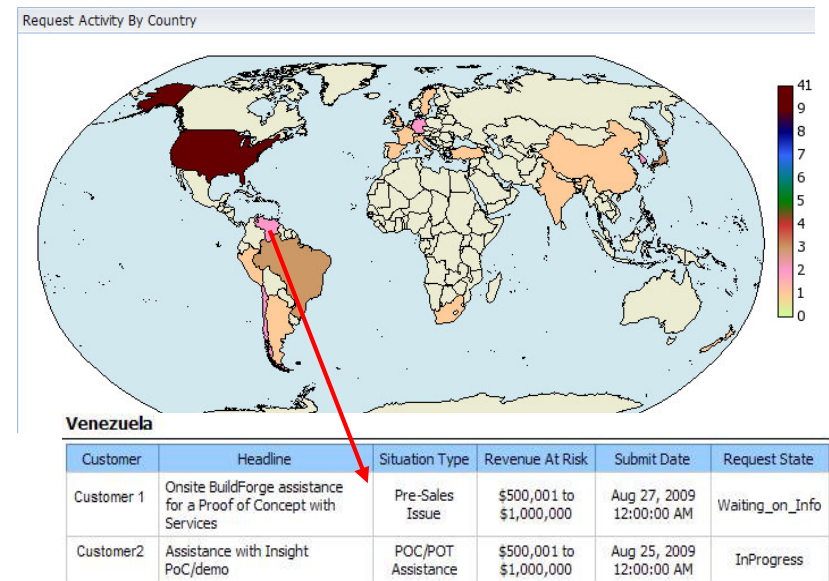 Request Activity By Country
41
9
8
7
6
5
4
3
2
1
0
Venezuela
Customer Headline Situation Type Revenue At Risk Submit Date Request State
Customer 1
Onsite BuildForge assistance
for a Proof of Concept with
Services
Pre-Sales
Issue
$500,001 to
$1,000,000
Aug 27, 2009
12:00:00 AM
Waiting_on_Info
Customer2
Assistance with Insight
PoC/demo
POC/POT
Assistance
$500,001 to
$1,000,000
Aug 25, 2009
12:00:00 AM
InProgress